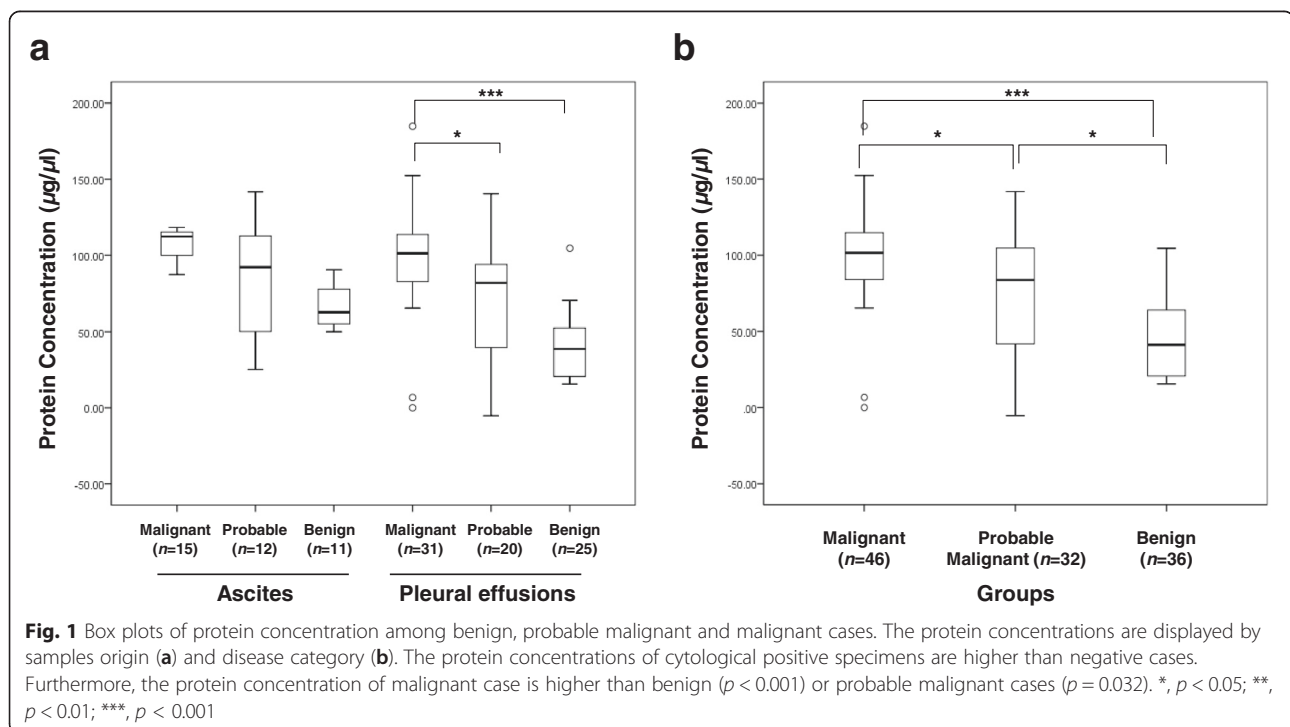 a
b
Protein Concentration (µg/µl)
200.00
150.00
100.00
50.00
0.00
-50.00
***
*
Malignant (n=15)
Probable (n=12)
Benign (n=11)
Malignant (n=31)
Probable (n=20)
Benign (n=25)
Ascites
Pleural effusions
Protein Concentration (µg/µl)
200.00
150.00
100.00
50.00
.00
-50.00
***
*
*
Malignant (n=46)
Probable Malignant (n=32)
Benign (n=36)
Groups
Fig. 1 Box plots of protein concentration among benign, probable malignant and malignant cases. The protein concentrations are displayed by
samples origin (a) and disease category (b). The protein concentrations of cytological positive specimens are higher than negative cases.
Furthermore, the protein concentration of malignant case is higher than benign (p < 0.001) or probable malignant cases (p = 0.032). *, p < 0.05; **,
p < 0.01; ***, p < 0.001